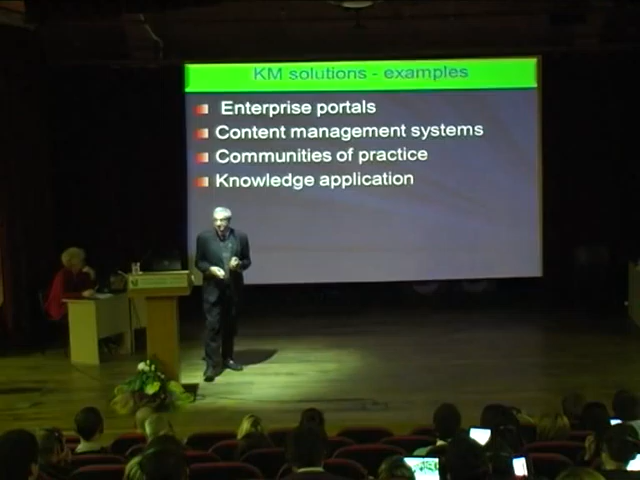 KM solutions - examples
Enterprise portals
Content management systems
Communities of practice
Knowledge application